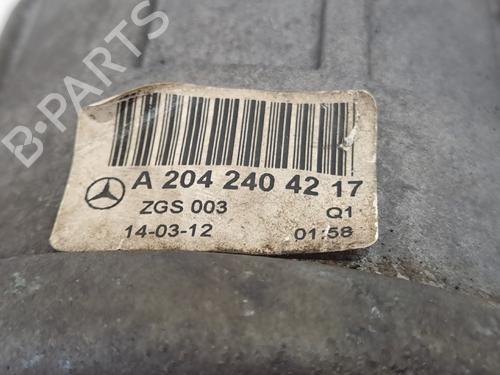 B-PARTS
A 204 240 42 17
ZGS 003 Q1
14-03-12 01:58